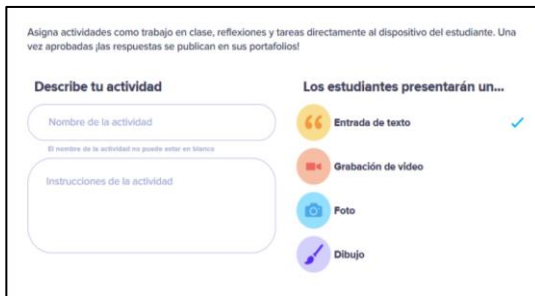 Asigna actividades como trabajo en clase, reflexiones y tareas directamente al dispositivo del estudiante. Una
vez aprobadas ¡las respuestas se publican en sus portafolios!
Describe tu actividad
Nombre de la actividad
El nombre de la actividad no puede estar en blanco
Instrucciones de la actividad
Los estudiantes presentarán un...
Entrada de texto
Grabación de video
Foto
Dibujo